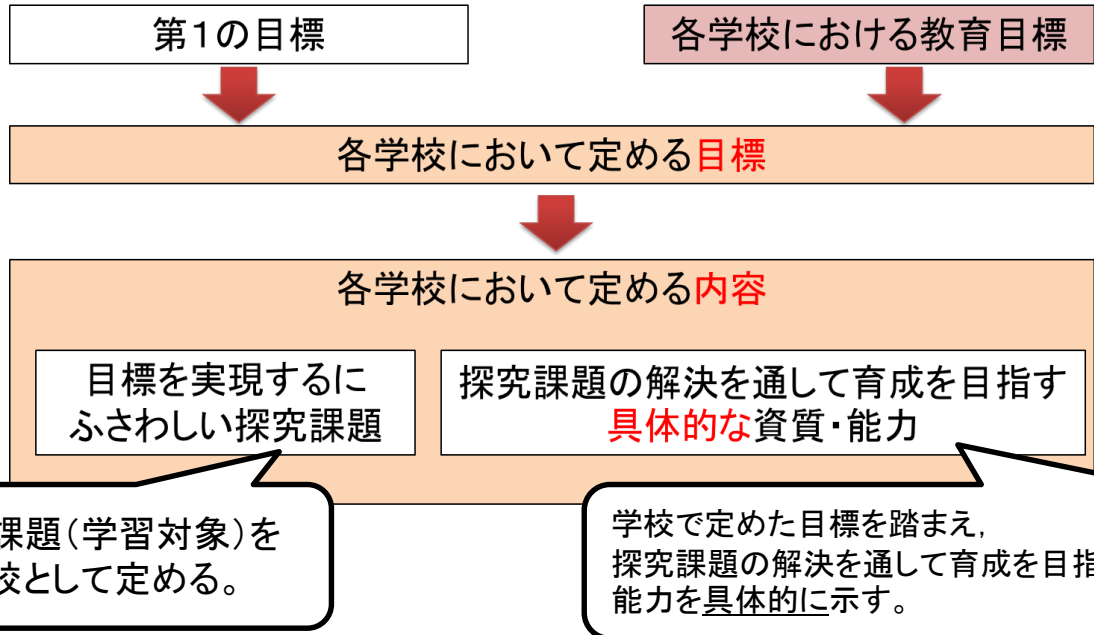 第1の目標
各学校における教育目標
各学校において定める目標
各学校において定める内容
目標を実現するに
ふさわしい探究課題
探究課題の解決を通して育成を目指す
具体的な資質・能力
課題(学習対象)を
校として定める。
学校で定めた目標を踏まえ,
探究課題の解決を通して育成を目指
能力を具体的に示す。